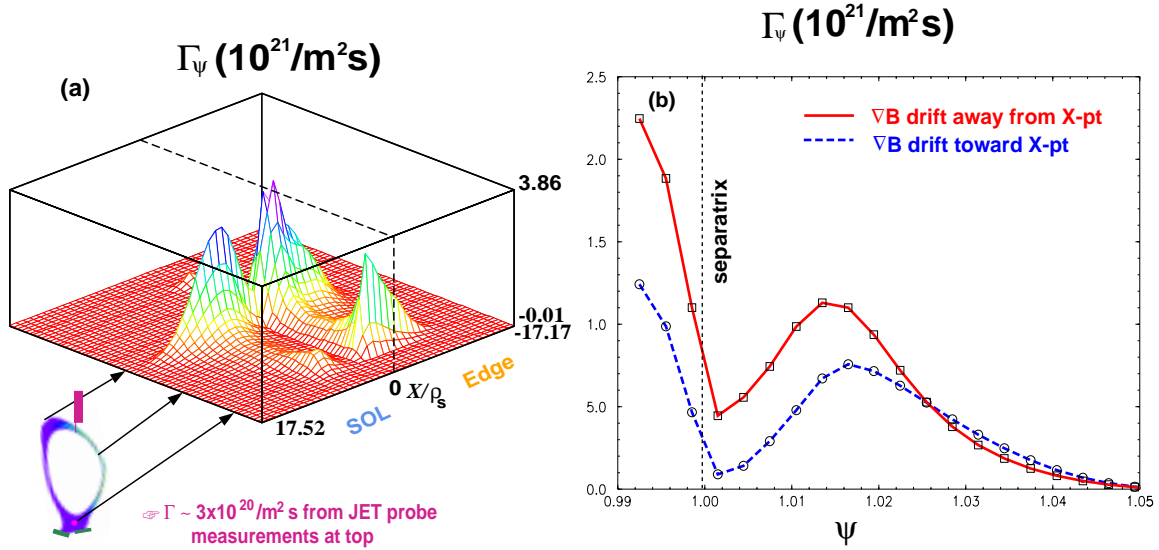 Γψ (10²¹/m²s)
(a)
3.86
-0.01
-17.17
0 X/ρs
Edge
SOL
17.52
☞ Γ ~ 3x10²⁰/m² s from JET probe
measurements at top
Γψ (10²¹/m²s)
2.5
2.0
1.5
1.0
5.0
0.0
(b)
∇B drift away from X-pt
∇B drift toward X-pt
separatrix
0.99 1.00 1.01 1.02 1.03 1.04 1.05
ψ